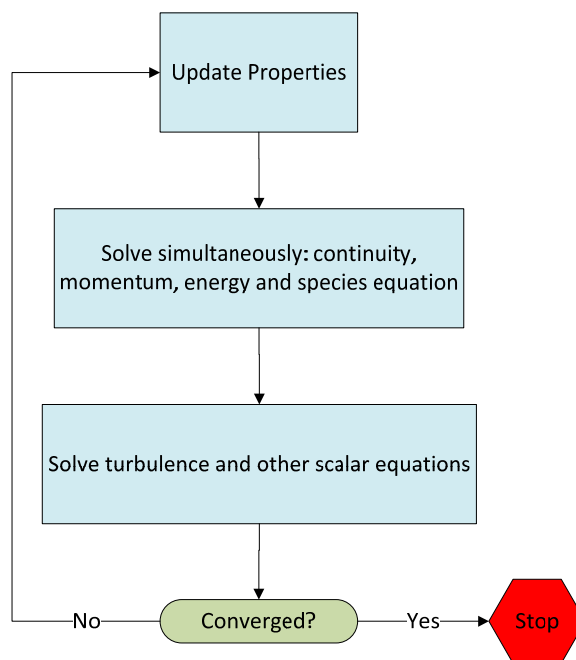 Update Properties
Solve simultaneously: continuity,
momentum, energy and species equation
Solve turbulence and other scalar equations
No
Converged?
Yes
Stop